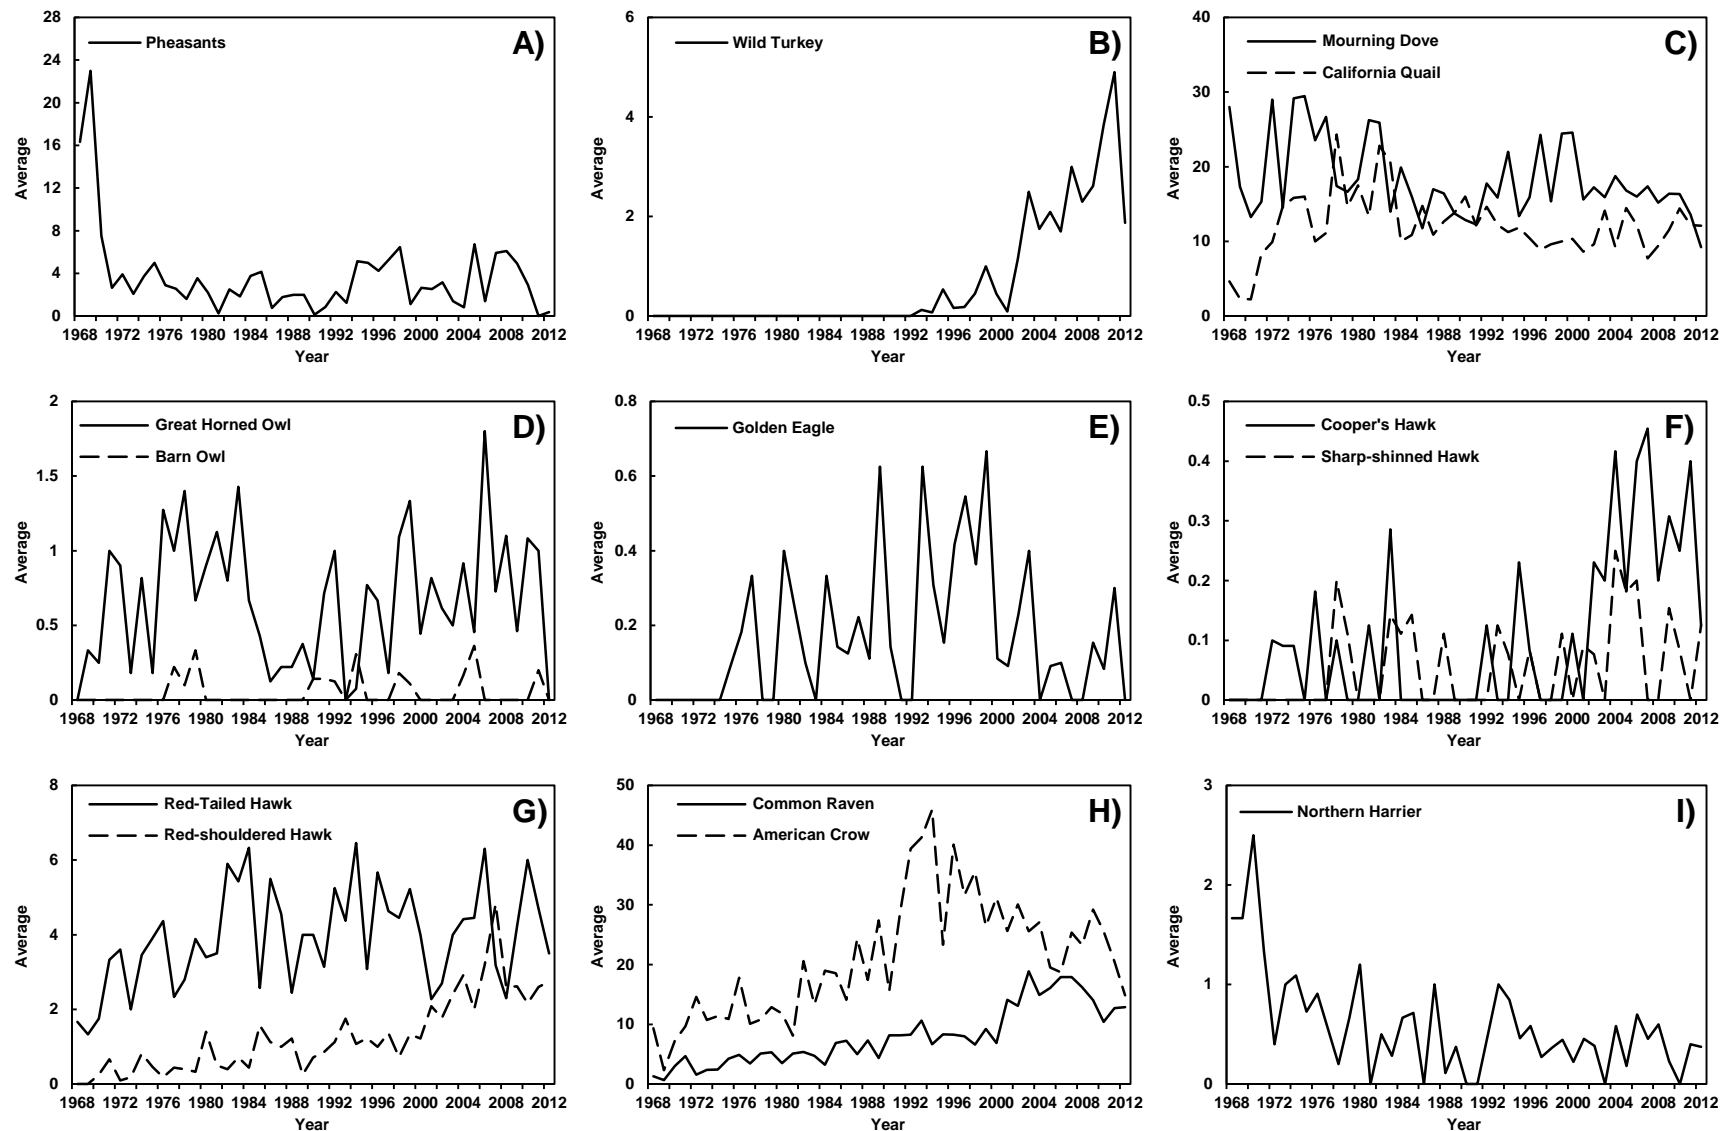 28
24
20
16
12
8
4
0
Pheasants
A)
Average
1968 1972 1976 1980 1984 1988 1992 1996 2000 2004 2008 2012
Year
6
4
2
0
Wild Turkey
B)
Average
1968 1972 1976 1980 1984 1988 1992 1996 2000 2004 2008 2012
Year
40
30
20
10
0
Mourning Dove
California Quail
C)
Average
1968 1972 1976 1980 1984 1988 1992 1996 2000 2004 2008 2012
Year
2
1.5
1
0.5
0
Great Horned Owl
Barn Owl
D)
Average
1968 1972 1976 1980 1984 1988 1992 1996 2000 2004 2008 2012
Year
0.8
0.6
0.4
0.2
0
Golden Eagle
E)
Average
1968 1972 1976 1980 1984 1988 1992 1996 2000 2004 2008 2012
Year
0.5
0.4
0.3
0.2
0.1
0
Cooper's Hawk
Sharp-shinned Hawk
F)
Average
1968 1972 1976 1980 1984 1988 1992 1996 2000 2004 2008 2012
Year
8
6
4
2
0
Red-Tailed Hawk
Red-shouldered Hawk
G)
Average
1968 1972 1976 1980 1984 1988 1992 1996 2000 2004 2008 2012
Year
50
40
30
20
10
0
Common Raven
American Crow
H)
Average
1968 1972 1976 1980 1984 1988 1992 1996 2000 2004 2008 2012
Year
3
2
1
0
Northern Harrier
I)
Average
1968 1972 1976 1980 1984 1988 1992 1996 2000 2004 2008 2012
Year